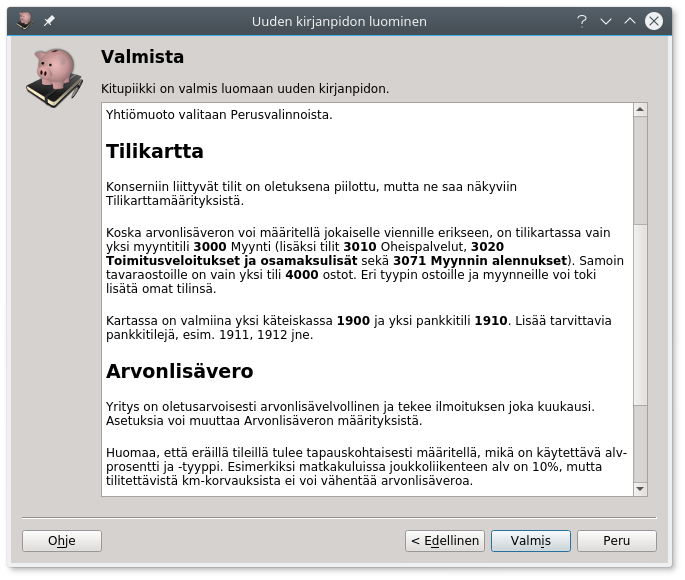 Uuden kirjanpidon luominen
Valmista
Kitupiikki on valmis luomaan uuden kirjanpidon.
Yhtiömuoto valitaan Perusvalinnoista.
Tilikartta
Konserniin liittyvät tilit on oletuksena piilottu, mutta ne saa näkyviin
Tilikarttamäärityksistä.
Koska arvonlisäveron voi määritellä jokaiselle viennille erikseen, on tilikartassa vain
yksi myyntitili 3000 Myynti (lisäksi tilit 3010 Oheispalvelut, 3020
Toimitusveloitukset ja osamaksulisät sekä 3071 Myynnin alennukset). Samoin
tavaraostoille on vain yksi tili 4000 ostot. Eri tyypin ostoille ja myynneille voi toki
lisätä omat tilinsä.
Kartassa on valmiina yksi käteiskassa 1900 ja yksi pankkitili 1910. Lisää tarvittavia
pankkitilejä, esim. 1911, 1912 jne.
Arvonlisävero
Yritys on oletusarvoisesti arvonlisävelvollinen ja tekee ilmoituksen joka kuukausi.
Asetuksia voi muuttaa Arvonlisäveron määrityksistä.
Huomaa, että eräillä tileillä tulee tapauskohtaisesti määritellä, mikä on käytettävä alv-
prosentti ja -tyyppi. Esimerkiksi matkakuluissa joukkoliikenteen alv on 10%, mutta
tilitettävistä km-korvauksista ei voi vähentää arvonlisäveroa.
Ohje
< Edellinen
Valmis
Peru